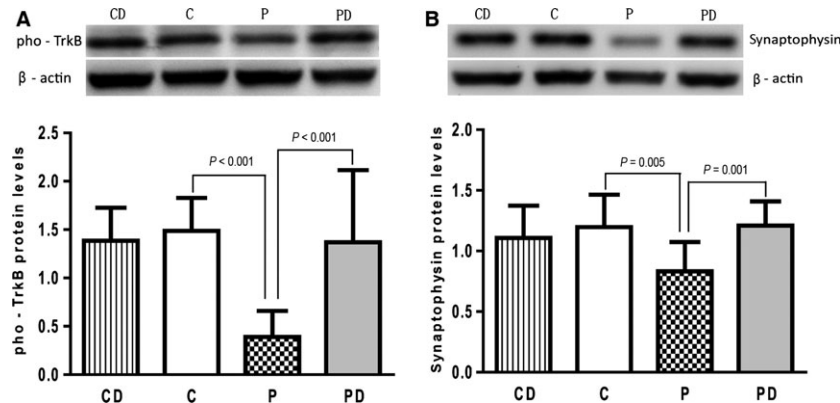 A
CD C P PD
pho - TrkB
β - actin
2.5
2.0
1.5
1.0
0.5
0.0
pho - TrkB protein levels
P < 0.001
P < 0.001
CD C P PD
B
CD C P PD
Synaptophysin
β - actin
2.0
1.5
1.0
0.5
0.0
Synaptophysin protein levels
P = 0.005
P = 0.001
CD C P PD